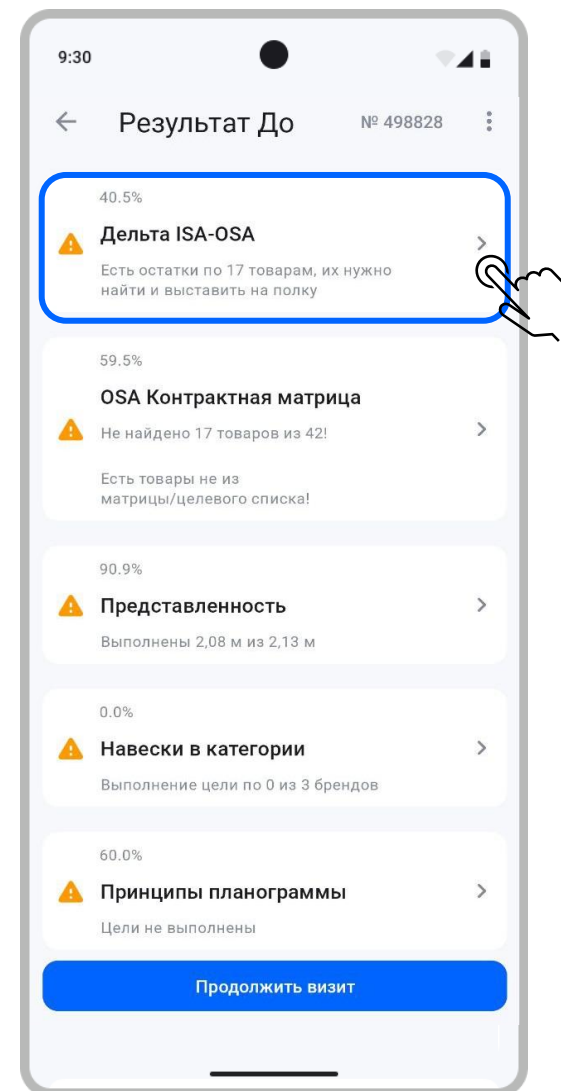 9:30
Результат До № 498828
40.5%
Дельта ISA-OSA
Есть остатки по 17 товарам, их нужно
найти и выставить на полку
59.5%
OSA Контрактная матрица
Не найдено 17 товаров из 42!
Есть товары не из
матрицы/целевого списка!
90.9%
Представленность
Выполнены 2,08 м из 2,13 м
0.0%
Навески в категории
Выполнение цели по 0 из 3 брендов
60.0%
Принципы планограммы
Цели не выполнены
Продолжить визит